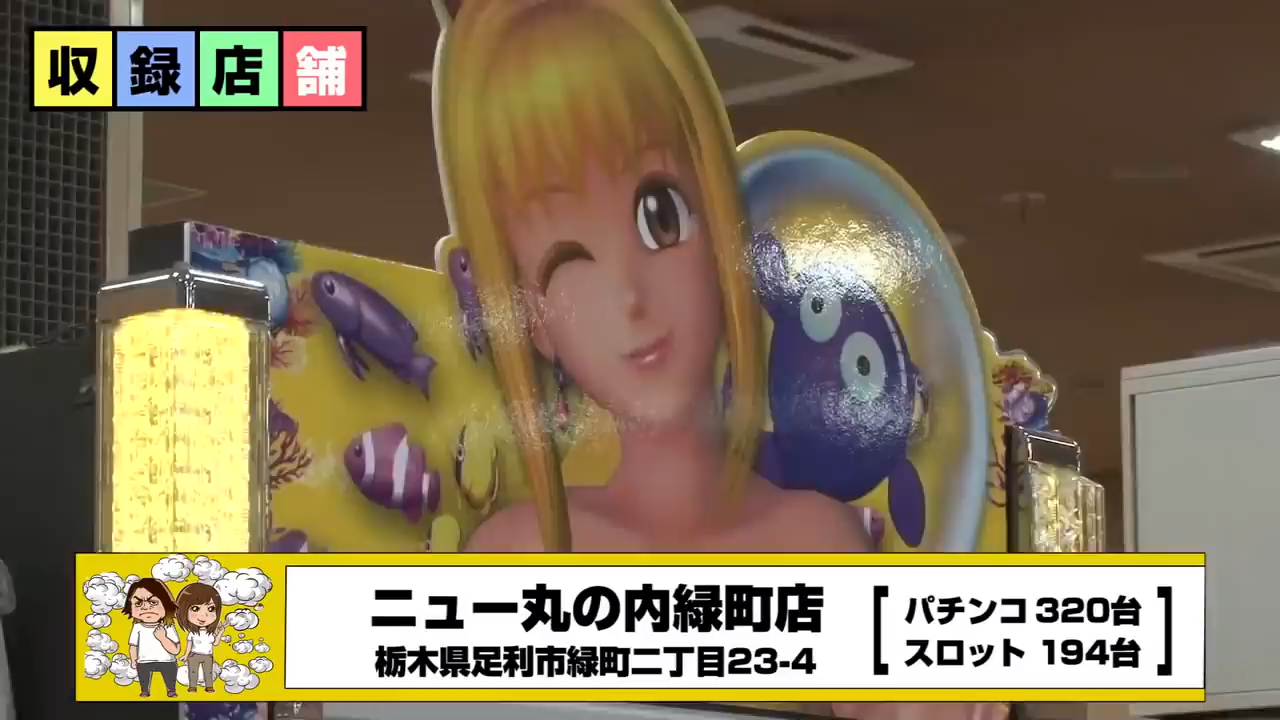 収録店舗
ニュー丸の内緑町店
栃木県足利市緑町二丁目23-4
パチンコ 320台
スロット 194台